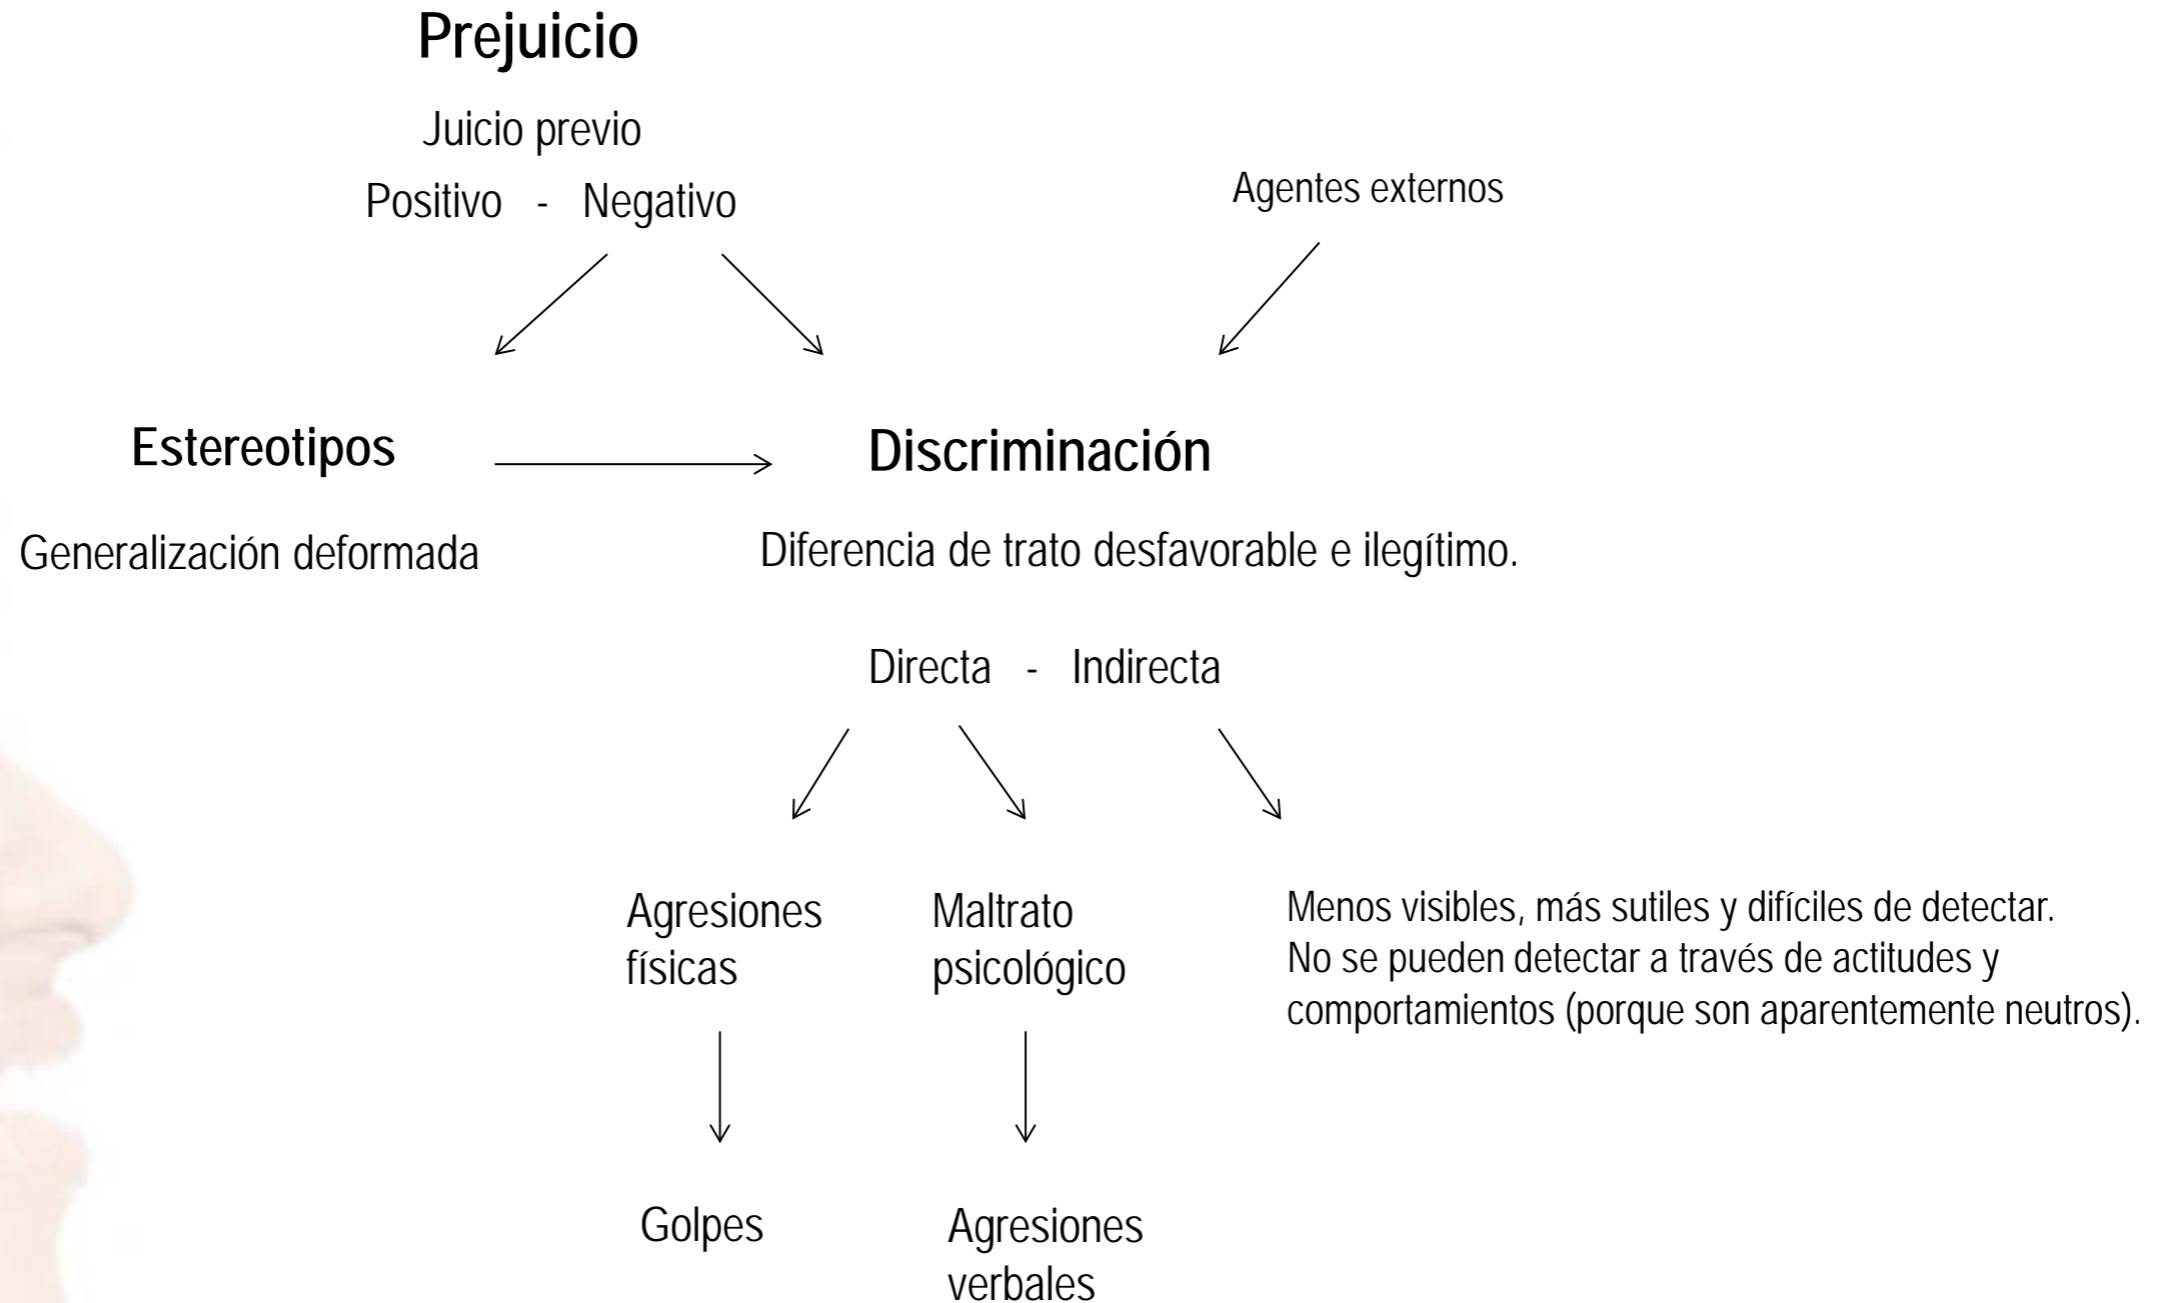 Prejuicio
Juicio previo
Positivo - Negativo
Agentes externos
Estereotipos
Discriminación
Generalización deformada
Diferencia de trato desfavorable e ilegítimo.
Directa - Indirecta
Agresiones
físicas
Maltrato
psicológico
Menos visibles, más sutiles y difíciles de detectar.
No se pueden detectar a través de actitudes y
comportamientos (porque son aparentemente neutros).
Golpes
Agresiones
verbales